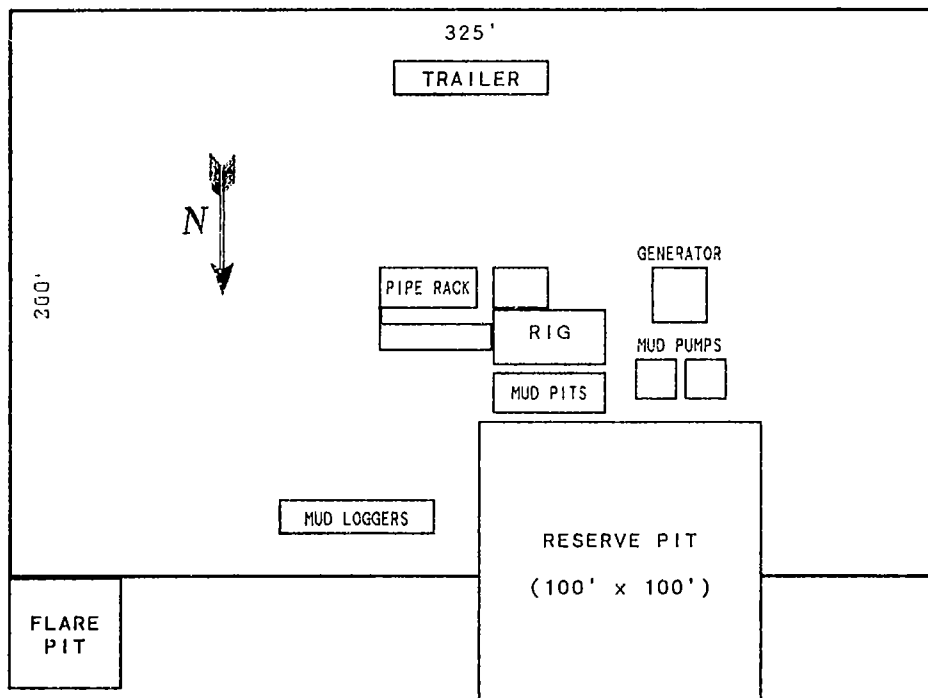 325'
TRAILER
N
200'
GENERATOR
PIPE RACK
RIG
MUD PUMPS
MUD PITS
MUD LOGGERS
RESERVE PIT
(100' x 100')
FLARE
PIT